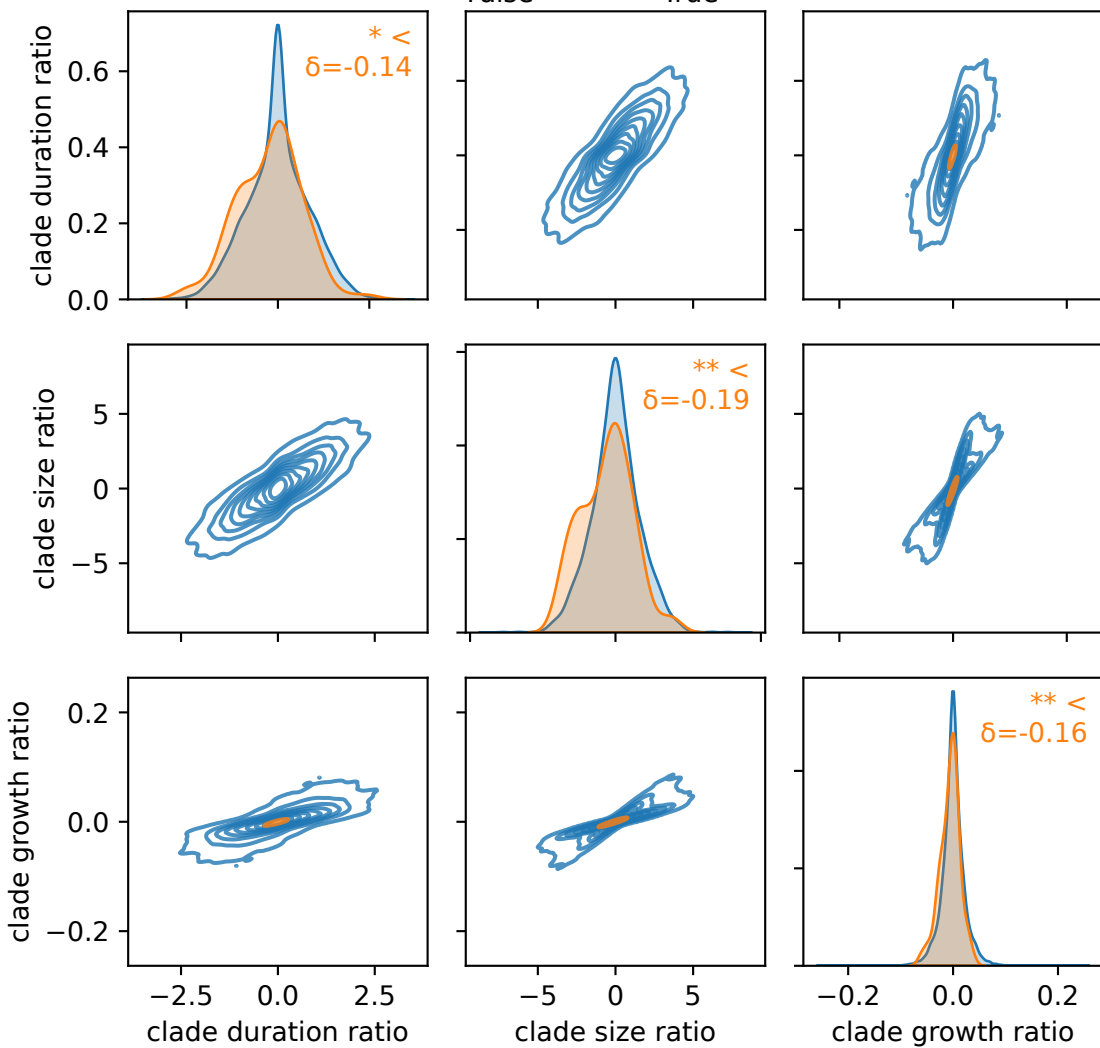 clade duration ratio
0.6
0.4
0.2
0.0
* <
δ=-0.14
clade size ratio
5
0
−5
** <
δ=-0.19
clade growth ratio
0.2
0.0
−0.2
** <
δ=-0.16
−2.5 0.0 2.5
−5 0 5
−0.2 0.0 0.2
clade duration ratio
clade size ratio
clade growth ratio